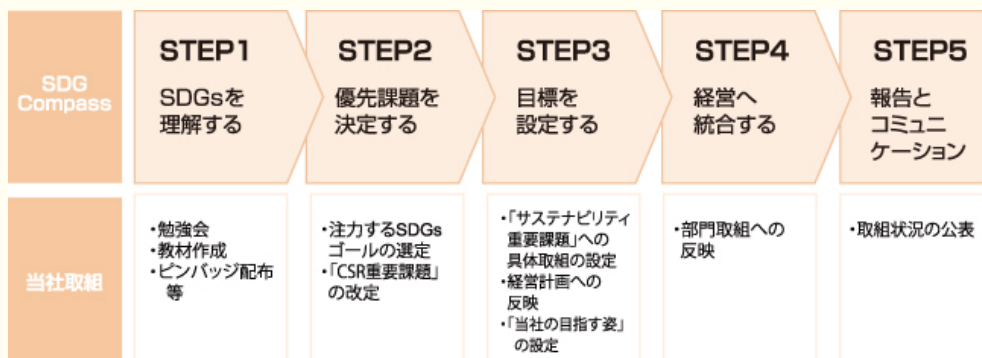 SDG
Compass
STEP1
SDGsを
理解する
STEP2
優先課題を
決定する
STEP3
目標を
設定する
STEP4
経営へ
統合する
STEP5
報告と
コミュニ
ケーション
当社取組
・勉強会
・教材作成
・ピンバッジ配布
等
・注力するSDGs
ゴールの選定
・「CSR重要課題」
の改定
・「サステナビリティ
重要課題」への
具体取組の設定
・経営計画への
反映
・「当社の目指す姿」
の設定
・部門取組への
反映
・取組状況の公表